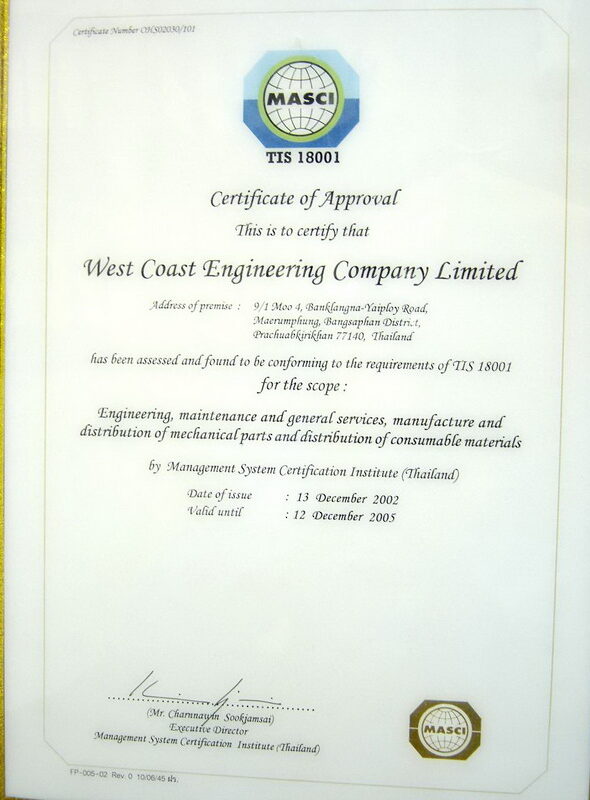 Certificate Number OHS02030/101
MASCI
TIS 18001
Certificate of Approval
This is to certify that
West Coast Engineering Company Limited
Address of premise : 9/1 Moo 4, Banklangna-Yaiploy Road,
Maerumphung, Bangsaphan District,
Prachuabkirikhan 77140, Thailand
has been assessed and found to be conforming to the requirements of TIS 18001
for the scope :
Engineering, maintenance and general services, manufacture and
distribution of mechanical parts and distribution of consumable materials
by Management System Certification Institute (Thailand)
Date of issue : 13 December 2002
Valid until : 12 December 2005
(Mr. Charnnawin Sookjamsai)
Executive Director
Management System Certification Institute (Thailand)
MASCI
FP-005-02 Rev. 0 10/06/45 ฝร.